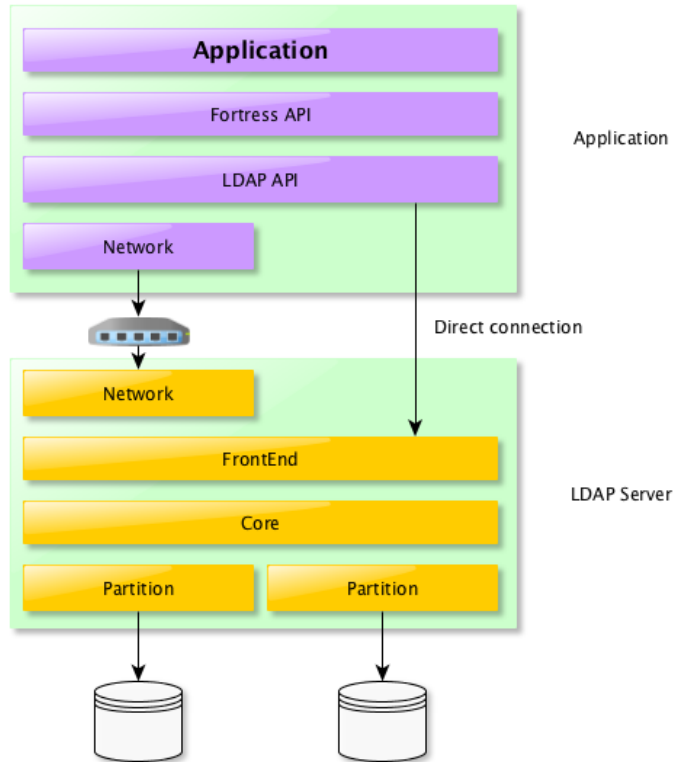 Application
Fortress API
Application
LDAP API
Network
Direct connection
Network
FrontEnd
LDAP Server
Core
Partition
Partition